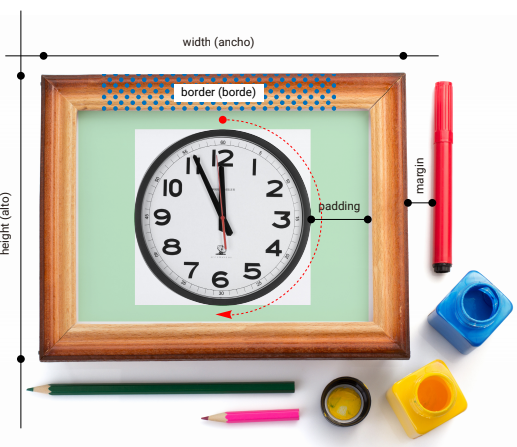 width (ancho)
border (borde)
height (alto)
margin
padding
12
11
1
10
2
9
3
8
4
7
5
6